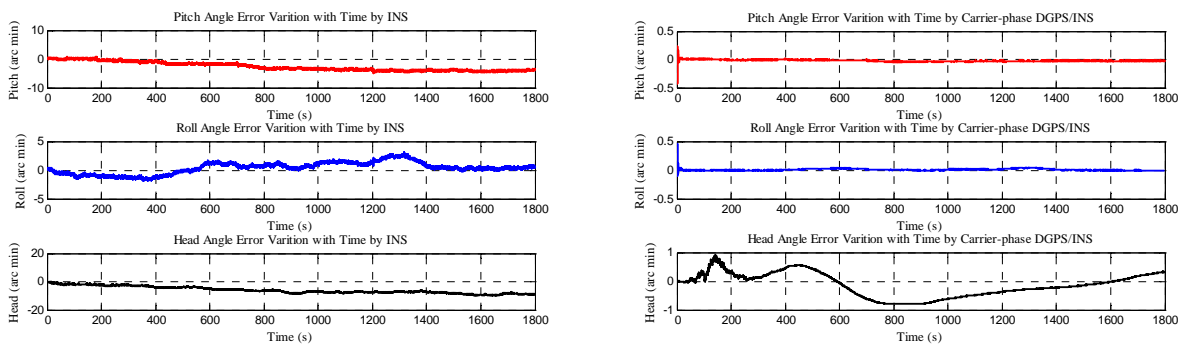 Pitch Angle Error Varition with Time by INS
Pitch (arc min)
10
0
-10
0 200 400 600 800 1000 1200 1400 1600 1800
Time (s)
Roll Angle Error Varition with Time by INS
Roll (arc min)
5
0
-5
0 200 400 600 800 1000 1200 1400 1600 1800
Time (s)
Head Angle Error Varition with Time by INS
Head (arc min)
20
0
-20
0 200 400 600 800 1000 1200 1400 1600 1800
Time (s)
Pitch Angle Error Varition with Time by Carrier-phase DGPS/INS
Pitch (arc min)
0.5
0
-0.5
0 200 400 600 800 1000 1200 1400 1600 1800
Time (s)
Roll Angle Error Varition with Time by Carrier-phase DGPS/INS
Roll (arc min)
0.5
0
-0.5
0 200 400 600 800 1000 1200 1400 1600 1800
Time (s)
Head Angle Error Varition with Time by Carrier-phase DGPS/INS
Head (arc min)
1
0
-1
0 200 400 600 800 1000 1200 1400 1600 1800
Time (s)